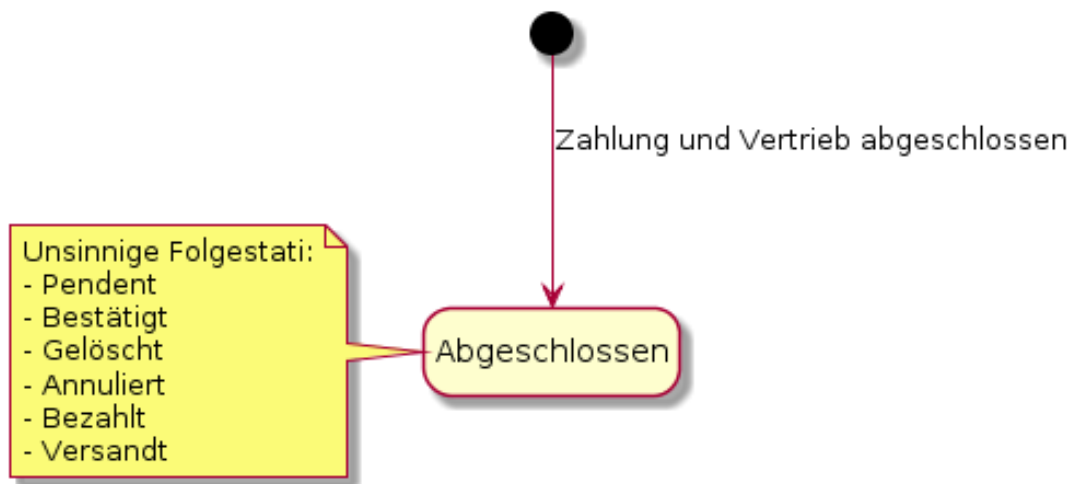 Zahlung und Vertrieb abgeschlossen
Unsinnige Folgestati:
- Pendent
- Bestätigt
- Gelöscht
- Annuliert
- Bezahlt
- Versandt
Abgeschlossen